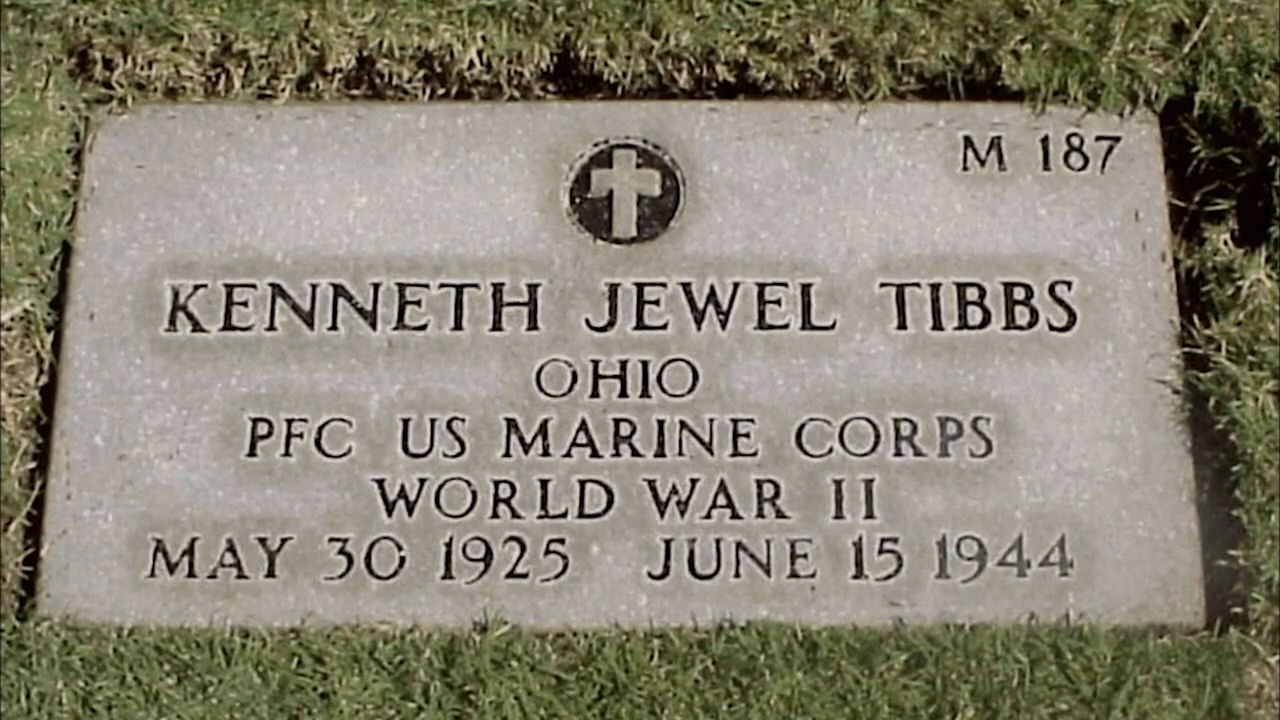 M 187
KENNETH JEWEL TIBBS
OHIO
PFC US MARINE CORPS
WORLD WAR II
MAY 30 1925 JUNE 15 1944